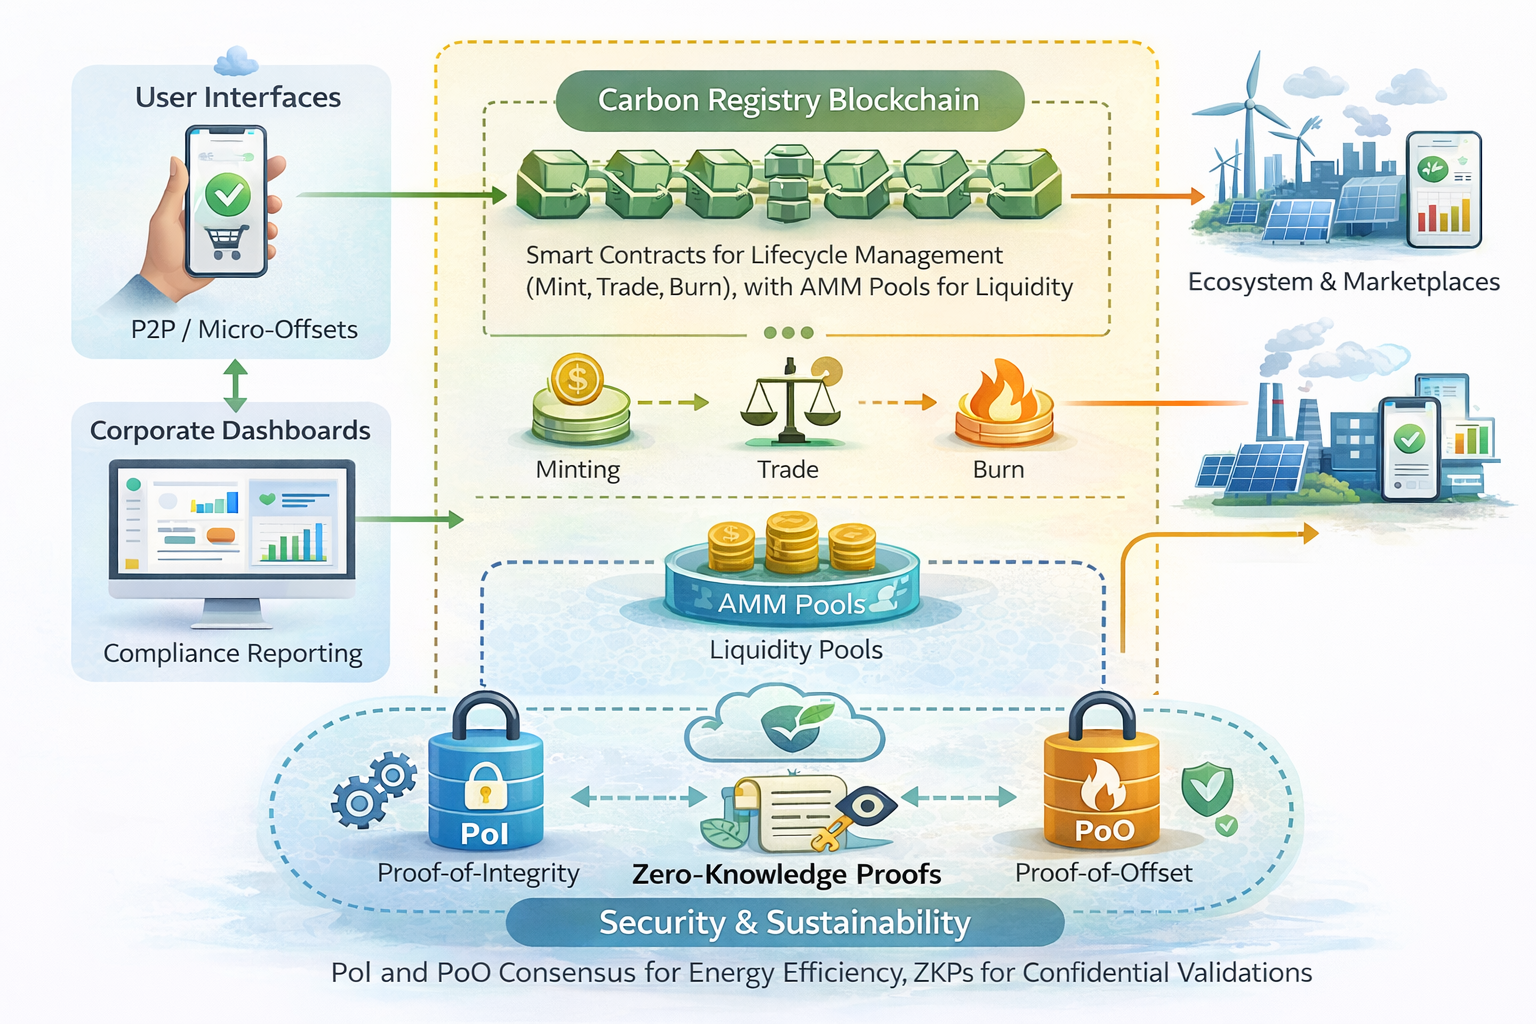 User Interfaces
P2P / Micro-Offsets
Corporate Dashboards
Compliance Reporting
Carbon Registry Blockchain
Smart Contracts for Lifecycle Management
(Mint, Trade, Burn), with AMM Pools for Liquidity
$
Minting
Trade
Burn
$
AMM Pools
Liquidity Pools
Ecosystem & Marketplaces
PoI
Proof-of-Integrity
Zero-Knowledge Proofs
PoO
Proof-of-Offset
Security & Sustainability
PoI and PoO Consensus for Energy Efficiency, ZKPs for Confidential Validations